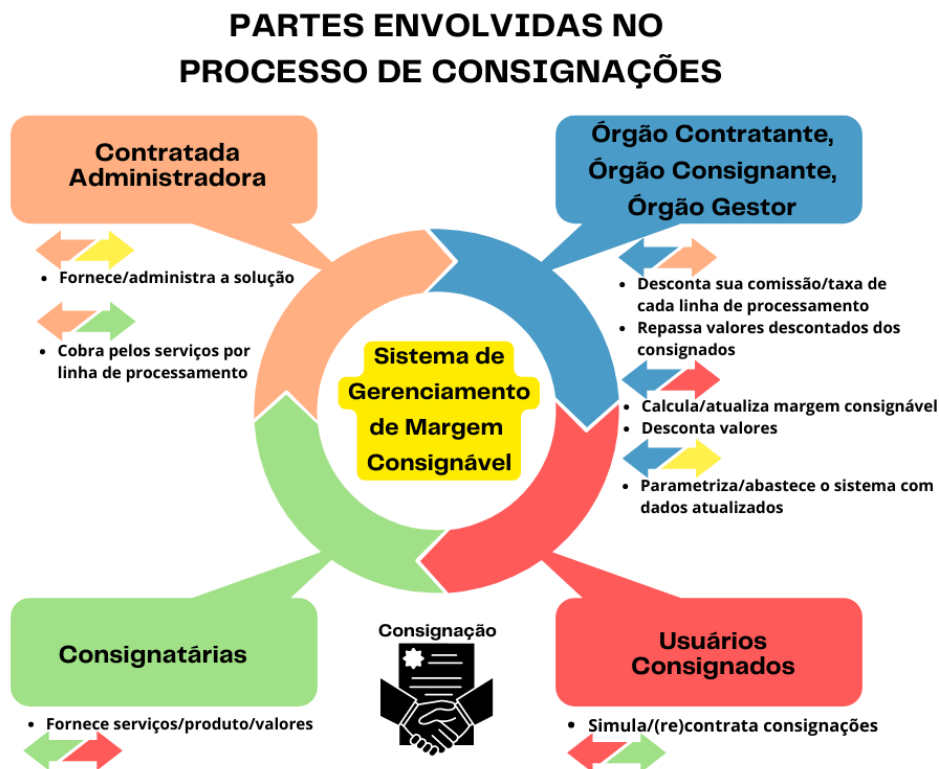 PARTES ENVOLVIDAS NO
PROCESSO DE CONSIGNAÇÕES
Contratada
Administradora
• Fornece/administra a solução
• Cobra pelos serviços por
linha de processamento
Órgão Contratante,
Órgão Consignante,
Órgão Gestor
• Desconta sua comissão/taxa de
cada linha de processamento
• Repassa valores descontados dos
consignados
• Calcula/atualiza margem consignável
• Desconta valores
• Parametriza/abastece o sistema com
dados atualizados
Sistema de
Gerenciamento
de Margem
Consignável
Consignatárias
• Fornece serviços/produto/valores
Consignação
Usuários
Consignados
• Simula/(re)contrata consignações